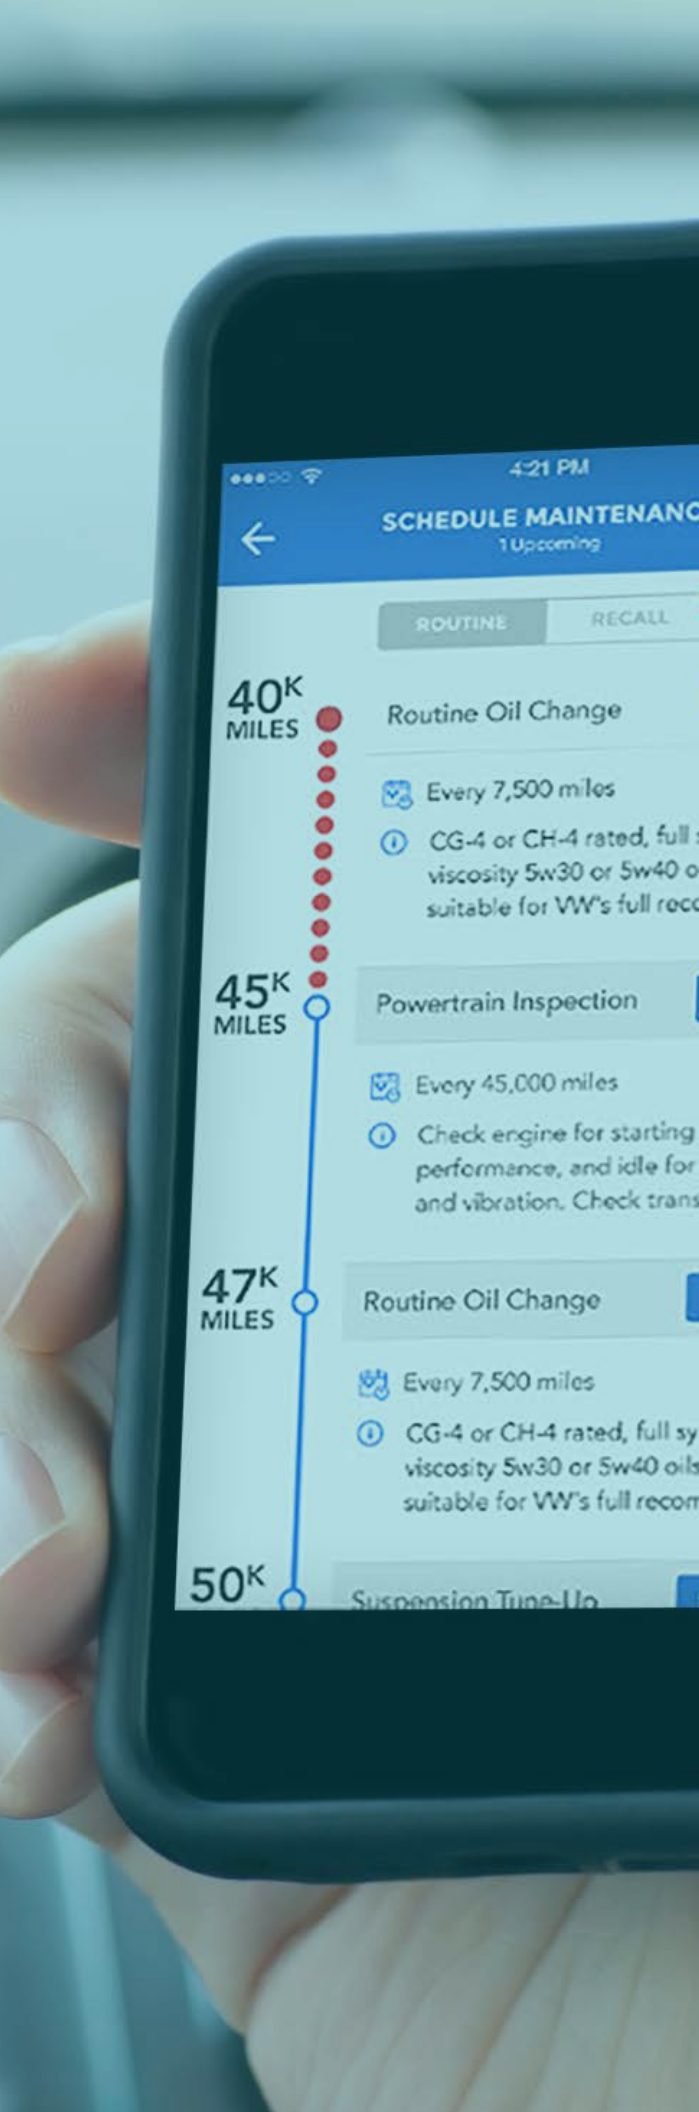 4:21 PM
SCHEDULE MAINTENANC
1 Upcoming
ROUTINE RECALL
40K
MILES
Routine Oil Change
Every 7,500 miles
CG-4 or CH-4 rated, full
viscosity 5w30 or 5w40 o
suitable for VW's full reco
45K
MILES
Powertrain Inspection
Every 45,000 miles
Check engine for starting
performance, and idle for
and vibration. Check trans
47K
MILES
Routine Oil Change
Every 7,500 miles
CG-4 or CH-4 rated, full sy
viscosity 5w30 or 5w40 oils
suitable for VW's full recom
50K
Suspension Tune-Up